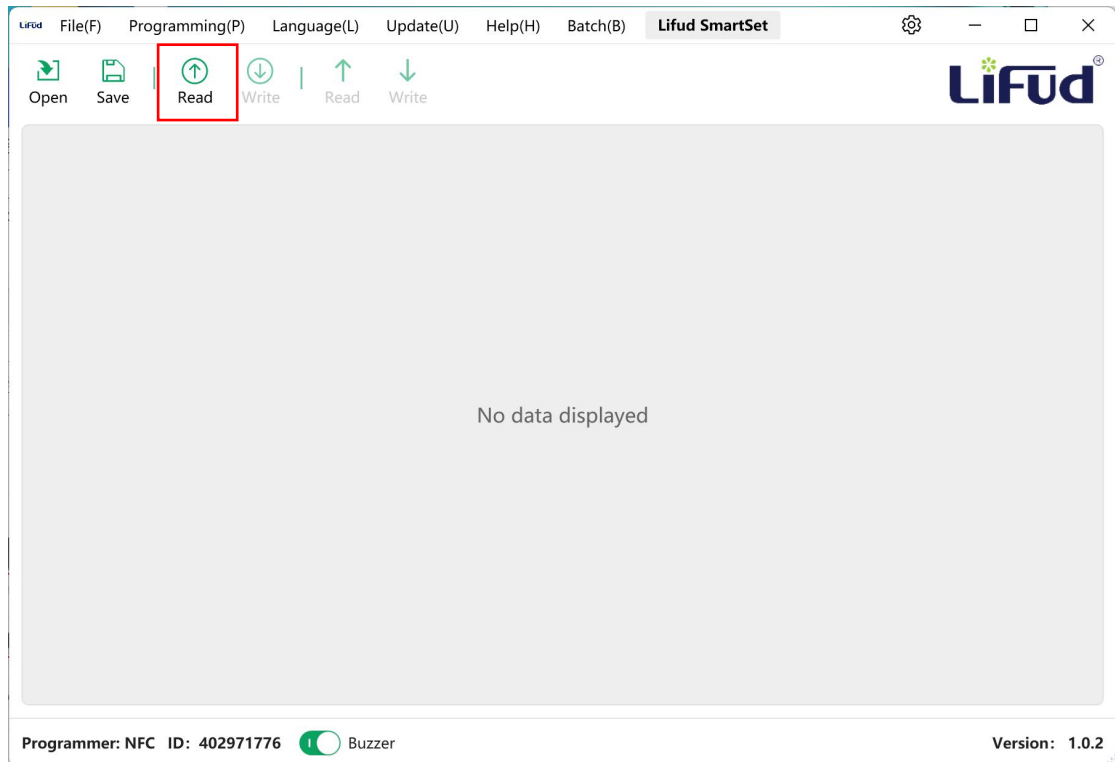 LiFud File(F) Programming(P) Language(L) Update(U) Help(H) Batch(B) Lifud SmartSet
Open Save Read Write Read Write
LiFud®
No data displayed
Programmer: NFC ID: 402971776 Buzzer Version: 1.0.2